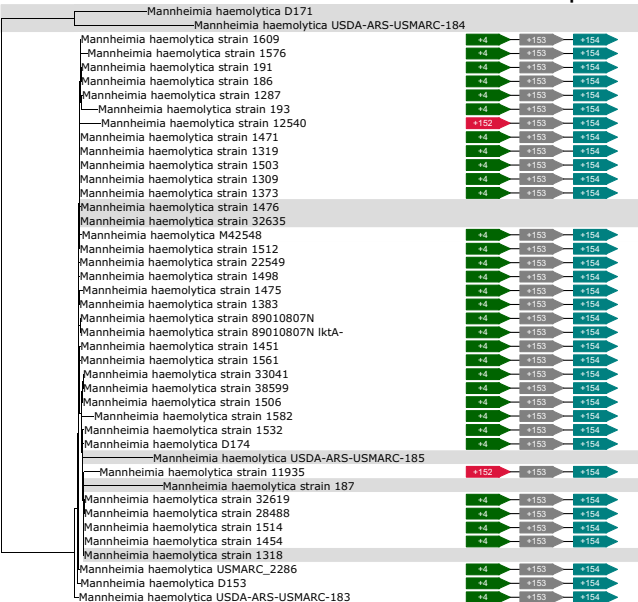 Mannheimia haemolytica D171
Mannheimia haemolytica USDA-ARS-USMARC-184
Mannheimia haemolytica strain 1609 +4 +153 +154
Mannheimia haemolytica strain 1576 +4 +153 +154
Mannheimia haemolytica strain 191 +4 +153 +154
Mannheimia haemolytica strain 186 +4 +153 +154
Mannheimia haemolytica strain 1287 +4 +153 +154
Mannheimia haemolytica strain 193 +4 +153 +154
Mannheimia haemolytica strain 12540 +152 +153 +154
Mannheimia haemolytica strain 1471 +4 +153 +154
Mannheimia haemolytica strain 1319 +4 +153 +154
Mannheimia haemolytica strain 1503 +4 +153 +154
Mannheimia haemolytica strain 1309 +4 +153 +154
Mannheimia haemolytica strain 1373 +4 +153 +154
Mannheimia haemolytica strain 1476
Mannheimia haemolytica strain 32635
Mannheimia haemolytica M42548 +4 +153 +154
Mannheimia haemolytica strain 1512 +4 +153 +154
Mannheimia haemolytica strain 22549 +4 +153 +154
Mannheimia haemolytica strain 1498 +4 +153 +154
Mannheimia haemolytica strain 1475 +4 +153 +154
Mannheimia haemolytica strain 1383 +4 +153 +154
Mannheimia haemolytica strain 89010807N +4 +153 +154
Mannheimia haemolytica strain 89010807N lktA- +4 +153 +154
Mannheimia haemolytica strain 1451 +4 +153 +154
Mannheimia haemolytica strain 1561 +4 +153 +154
Mannheimia haemolytica strain 33041 +4 +153 +154
Mannheimia haemolytica strain 38599 +4 +153 +154
Mannheimia haemolytica strain 1506 +4 +153 +154
Mannheimia haemolytica strain 1582 +4 +153 +154
Mannheimia haemolytica strain 1532 +4 +153 +154
Mannheimia haemolytica D174 +4 +153 +154
Mannheimia haemolytica USDA-ARS-USMARC-185
Mannheimia haemolytica strain 11935 +152 +153 +154
Mannheimia haemolytica strain 187
Mannheimia haemolytica strain 32619 +4 +153 +154
Mannheimia haemolytica strain 28488 +4 +153 +154
Mannheimia haemolytica strain 1514 +4 +153 +154
Mannheimia haemolytica strain 1454 +4 +153 +154
Mannheimia haemolytica strain 1318
Mannheimia haemolytica USMARC_2286 +4 +153 +154
Mannheimia haemolytica D153 +4 +153 +154
Mannheimia haemolytica USDA-ARS-USMARC-183 +4 +153 +154